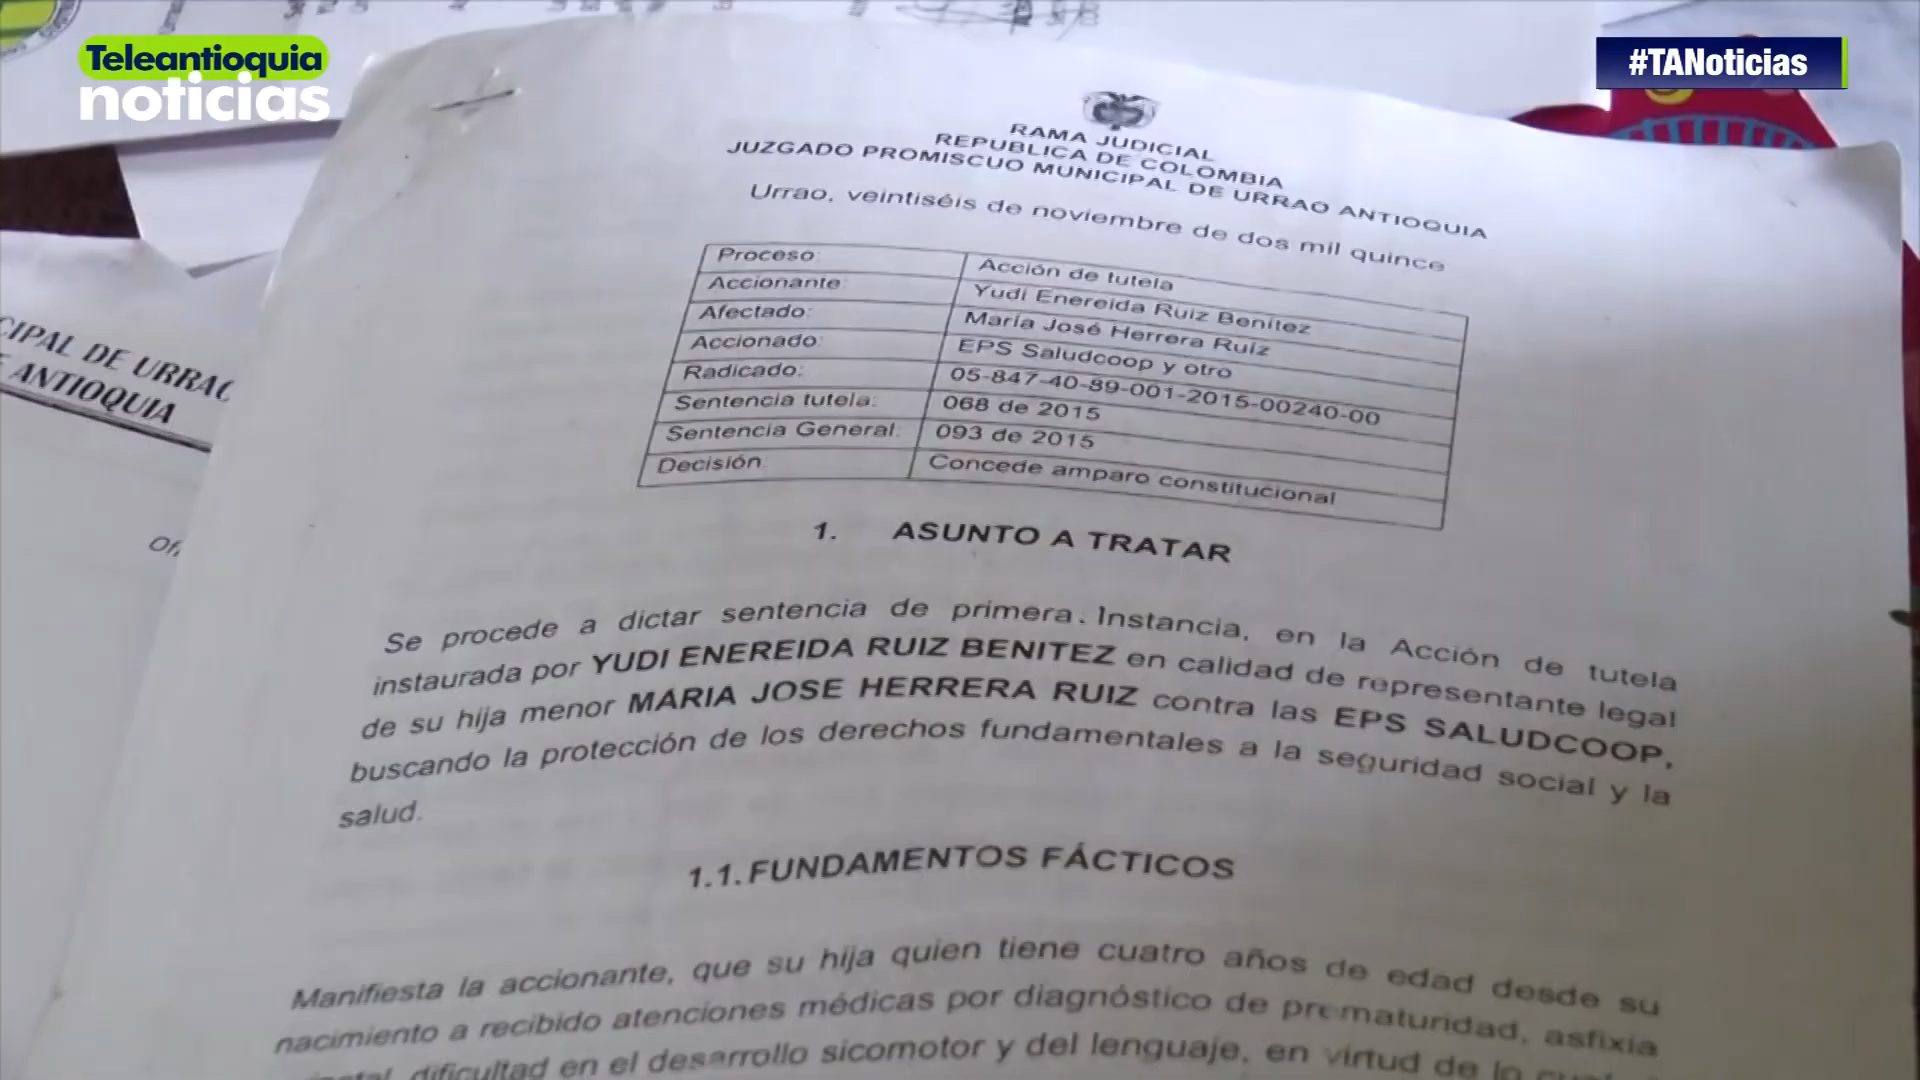 Teleantioquia
noticias
#TANoticias
RAMA JUDICIAL
REPUBLICA DE COLOMBIA
JUZGADO PROMISCUO MUNICIPAL DE URRAO ANTIOQUIA
Urrao, veintiséis de noviembre de dos mil quince
Proceso: Acción de tutela
Accionante: Yudi Enereida Ruiz Benitez
Afectado: María José Herrera Ruiz
Accionado: EPS Saludcoop y otro
Radicado: 05-847-40-89-001-2015-00240-00
Sentencia tutela: 068 de 2015
Sentencia General: 093 de 2015
Decisión: Concede amparo constitucional
1. ASUNTO A TRATAR
Se procede a dictar sentencia de primera. Instancia, en la Acción de tutela
instaurada por YUDI ENEREIDA RUIZ BENITEZ en calidad de representante legal
de su hija menor MARIA JOSE HERRERA RUIZ contra las EPS SALUDCOOP,
buscando la protección de los derechos fundamentales a la seguridad social y la
salud.
1.1. FUNDAMENTOS FÁCTICOS
Manifiesta la accionante, que su hija quien tiene cuatro años de edad desde su
nacimiento a recibido atenciones médicas por diagnóstico de prematuridad, asfixia
dificultad en el desarrollo sicomotor y del lenguaje, en virtud de lo
CIPAL DE URRAO
ANTIOQUIA